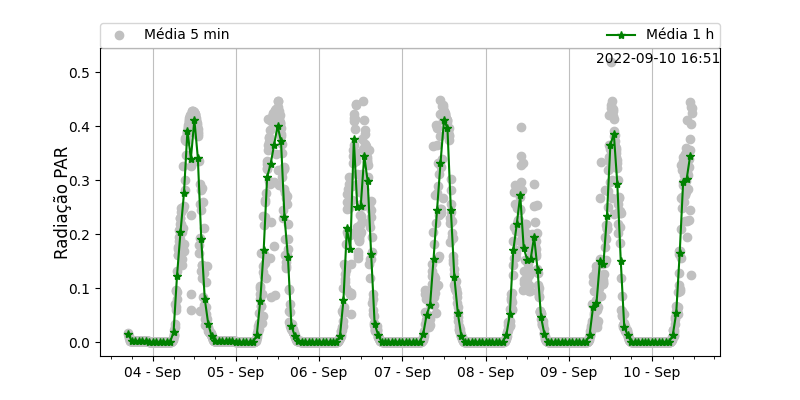 Média 5 min
Média 1 h
2022-09-10 16:51
Radiação PAR
0.5
0.4
0.3
0.2
0.1
0.0
04 - Sep
05 - Sep
06 - Sep
07 - Sep
08 - Sep
09 - Sep
10 - Sep